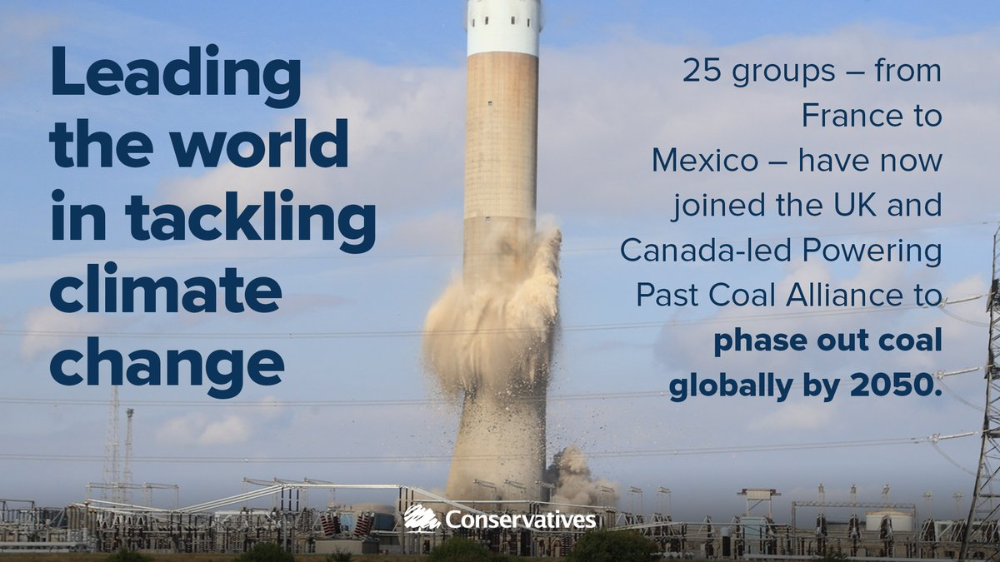 Leading
the world
in tackling
climate
change
25 groups – from
France to
Mexico – have now
joined the UK and
Canada-led Powering
Past Coal Alliance to
phase out coal
globally by 2050.
Conservatives